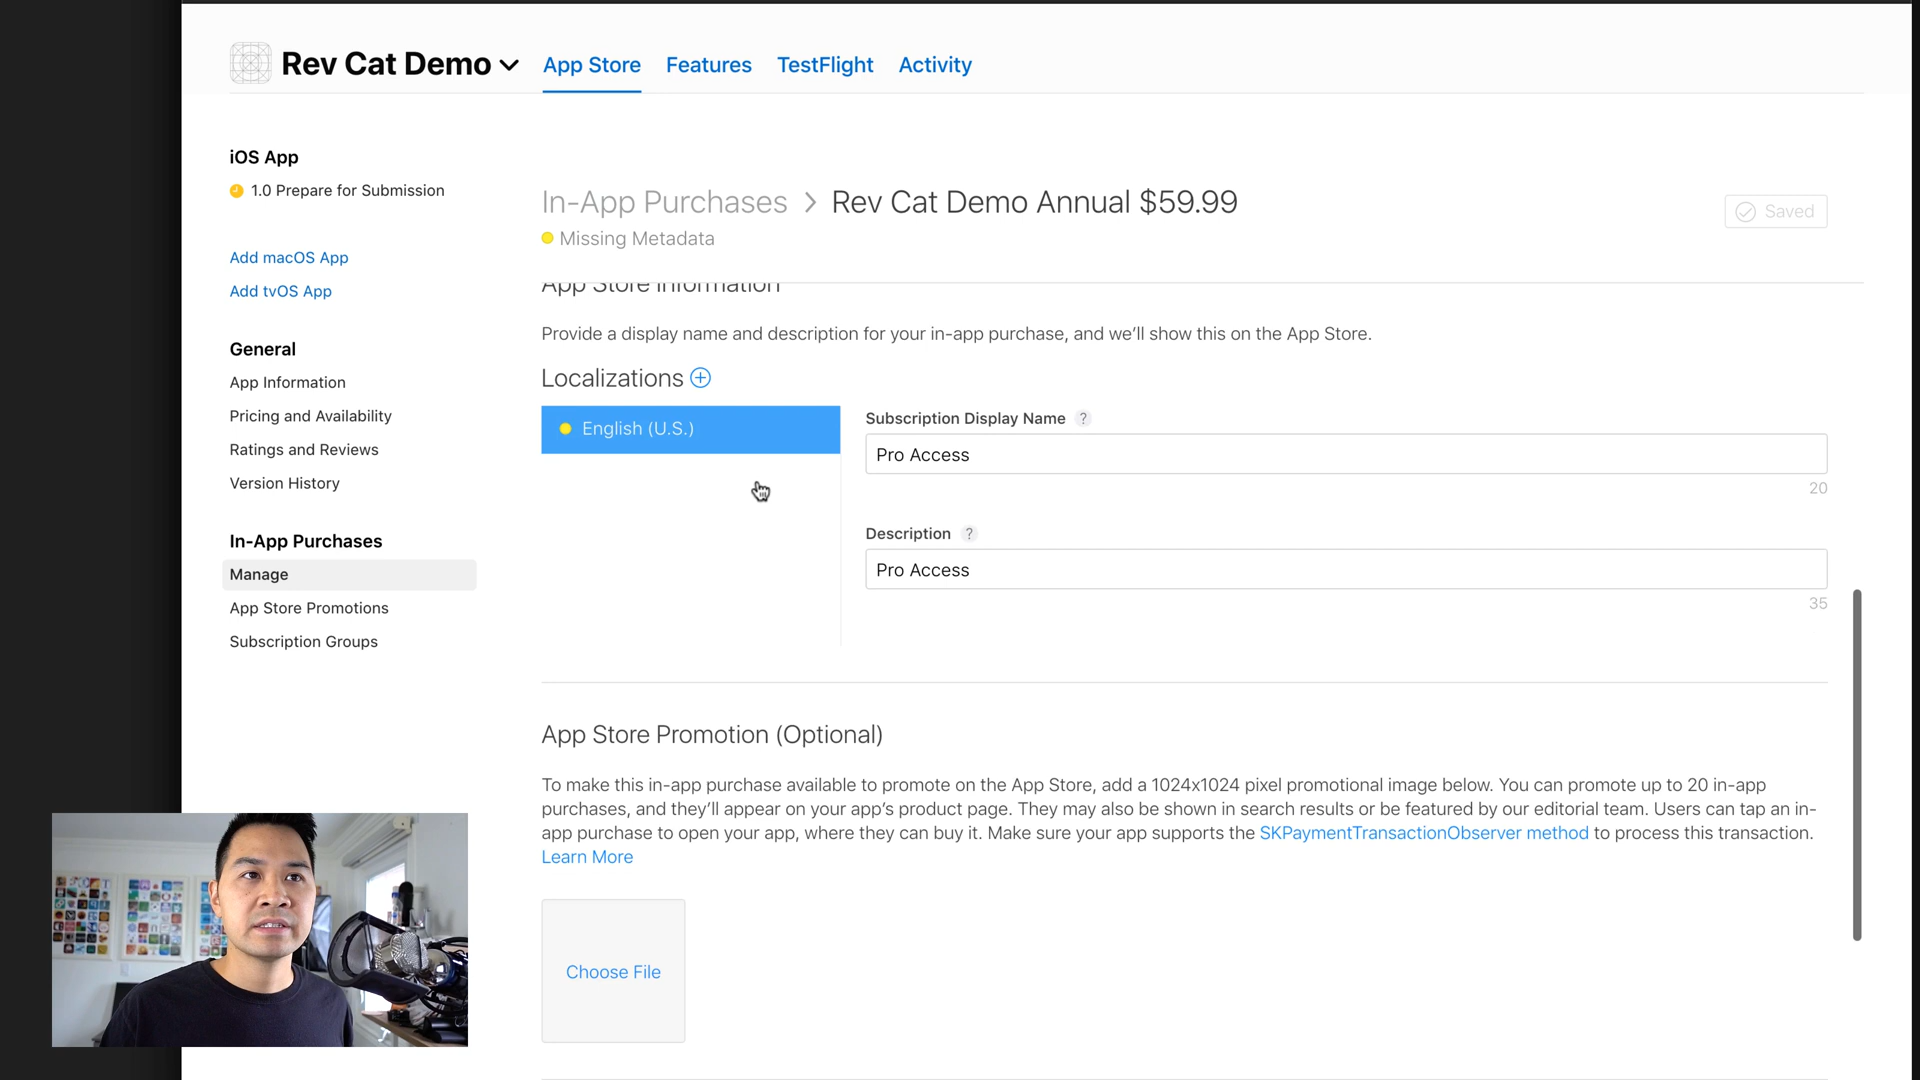 Rev Cat Demo
App Store
Features
TestFlight
Activity
iOS App
1.0 Prepare for Submission
Add macOS App
Add tvOS App
General
App Information
Pricing and Availability
Ratings and Reviews
Version History
In-App Purchases
Manage
App Store Promotions
Subscription Groups
In-App Purchases > Rev Cat Demo Annual $59.99
Missing Metadata
Saved
App Store Information
Provide a display name and description for your in-app purchase, and we’ll show this on the App Store.
Localizations
English (U.S.)
Subscription Display Name ?
Pro Access
20
Description ?
Pro Access
35
App Store Promotion (Optional)
To make this in-app purchase available to promote on the App Store, add a 1024x1024 pixel promotional image below. You can promote up to 20 in-app
purchases, and they’ll appear on your app’s product page. They may also be shown in search results or be featured by our editorial team. Users can tap an in-
app purchase to open your app, where they can buy it. Make sure your app supports the SKPaymentTransactionObserver method to process this transaction.
Learn More
Choose File